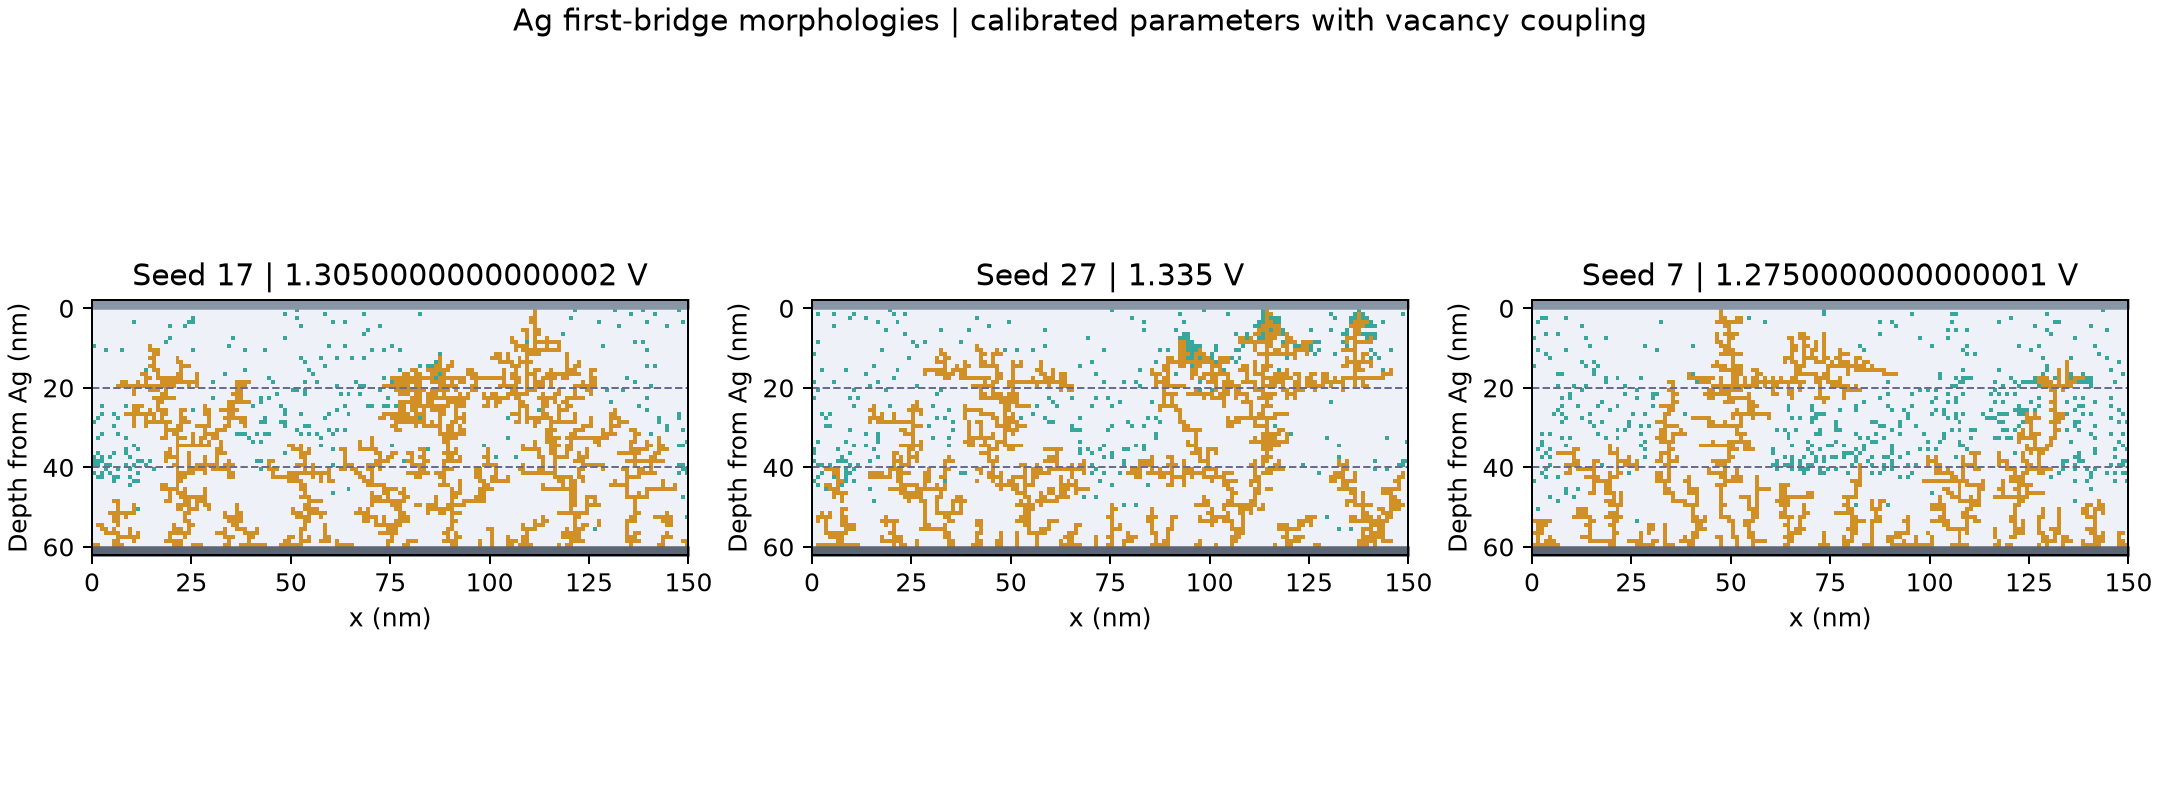 Ag first-bridge morphologies | calibrated parameters with vacancy coupling
Seed 17 | 1.3050000000000002 V
Depth from Ag (nm)
0
20
40
60
0 25 50 75 100 125 150
x (nm)
Seed 27 | 1.335 V
Depth from Ag (nm)
0
20
40
60
0 25 50 75 100 125 150
x (nm)
Seed 7 | 1.2750000000000001 V
Depth from Ag (nm)
0
20
40
60
0 25 50 75 100 125 150
x (nm)